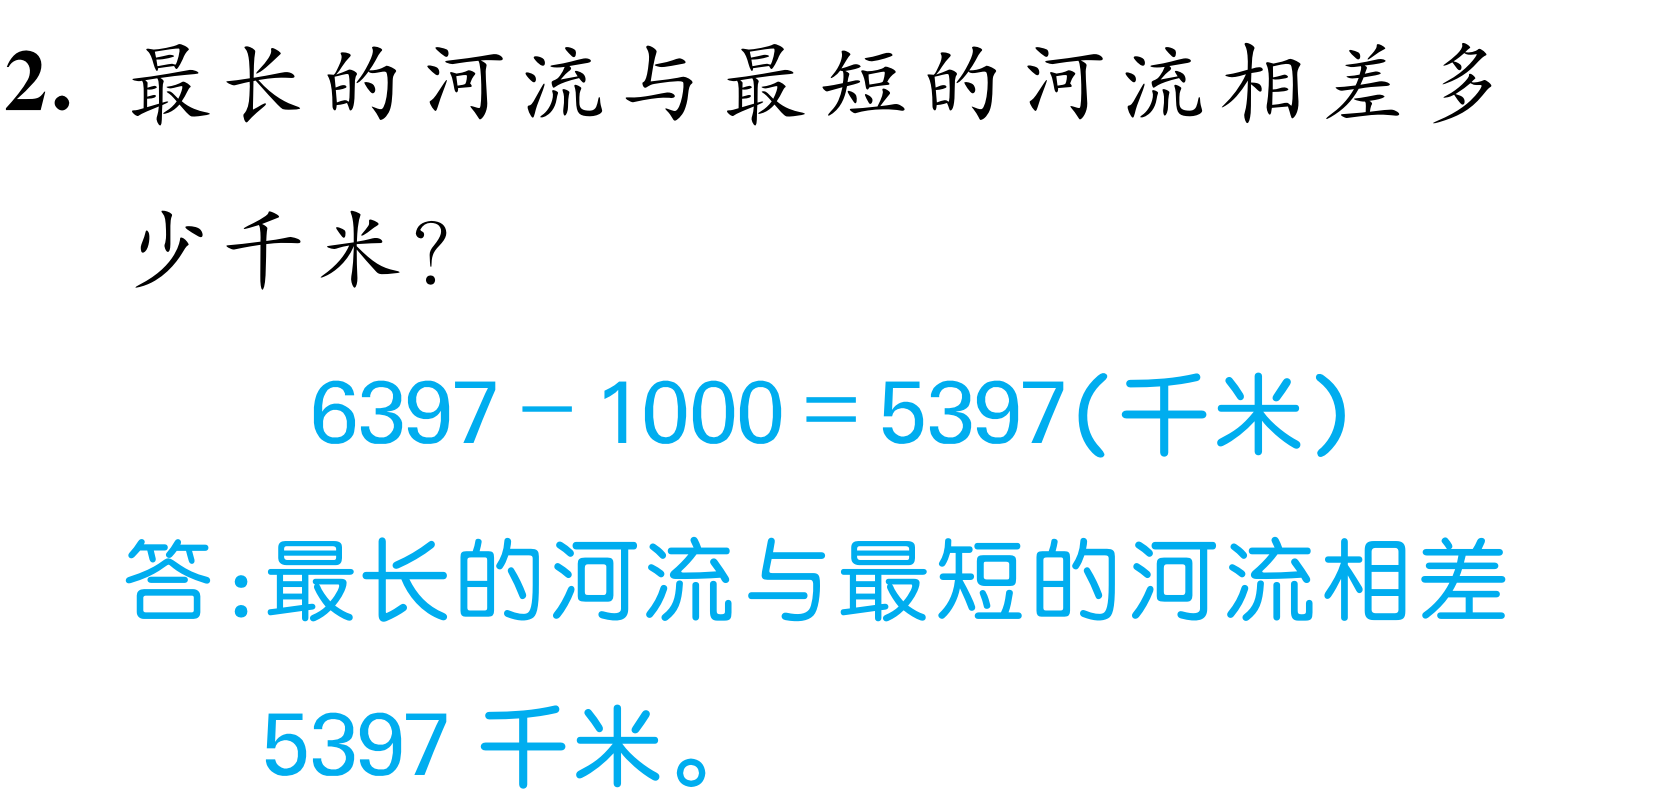 2. 最长的河流与最短的河流相差多
少千米?
6397 - 1000 = 5397(千米)
答:最长的河流与最短的河流相差
5397 千米。